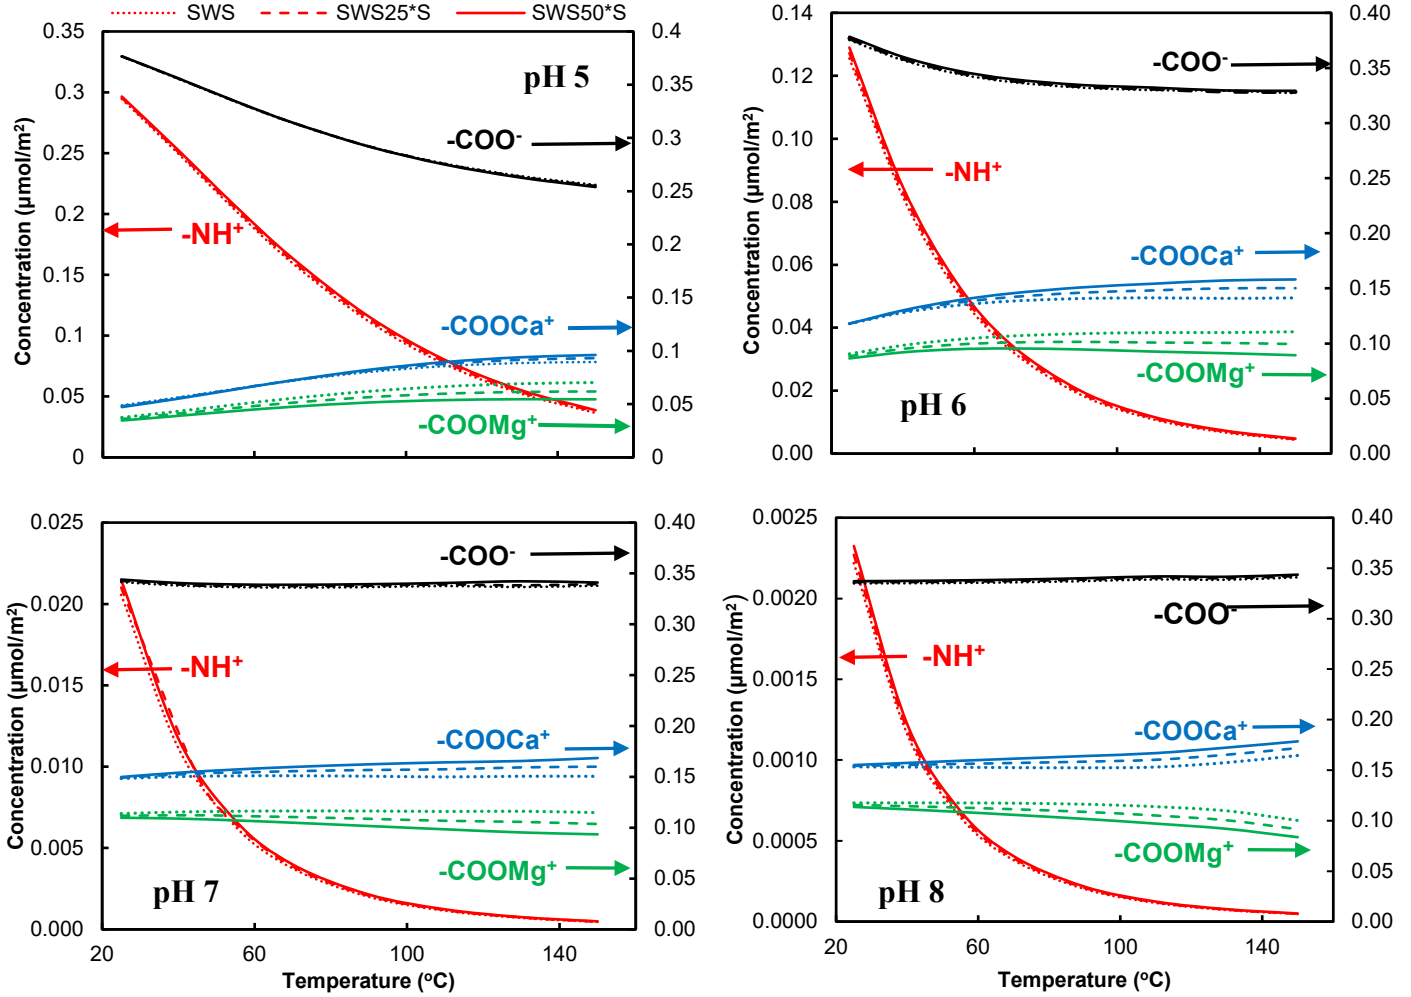 SWS SWS25*S SWS50*S
0.35
0.3
0.25
0.2
0.15
0.1
0.05
0
Concentration (µmol/m²)
0.4
0.35
0.3
0.25
0.2
0.15
0.1
0.05
0
pH 5
-COO⁻
-NH⁺
-COOCa⁺
-COOMg⁺
0.14
0.12
0.10
0.08
0.06
0.04
0.02
0.00
Concentration (µmol/m²)
0.40
0.35
0.30
0.25
0.20
0.15
0.10
0.05
0.00
-COO⁻
-NH⁺
-COOCa⁺
-COOMg⁺
pH 6
0.025
0.020
0.015
0.010
0.005
0.000
Concentration (µmol/m²)
0.40
0.35
0.30
0.25
0.20
0.15
0.10
0.05
0.00
-COO⁻
-NH⁺
-COOCa⁺
-COOMg⁺
pH 7
20 60 100 140
Temperature (ºC)
0.0025
0.0020
0.0015
0.0010
0.0005
0.0000
Concentration (µmol/m²)
0.40
0.35
0.30
0.25
0.20
0.15
0.10
0.05
0.00
-COO⁻
-NH⁺
-COOCa⁺
-COOMg⁺
pH 8
20 60 100 140
Temperature (ºC)